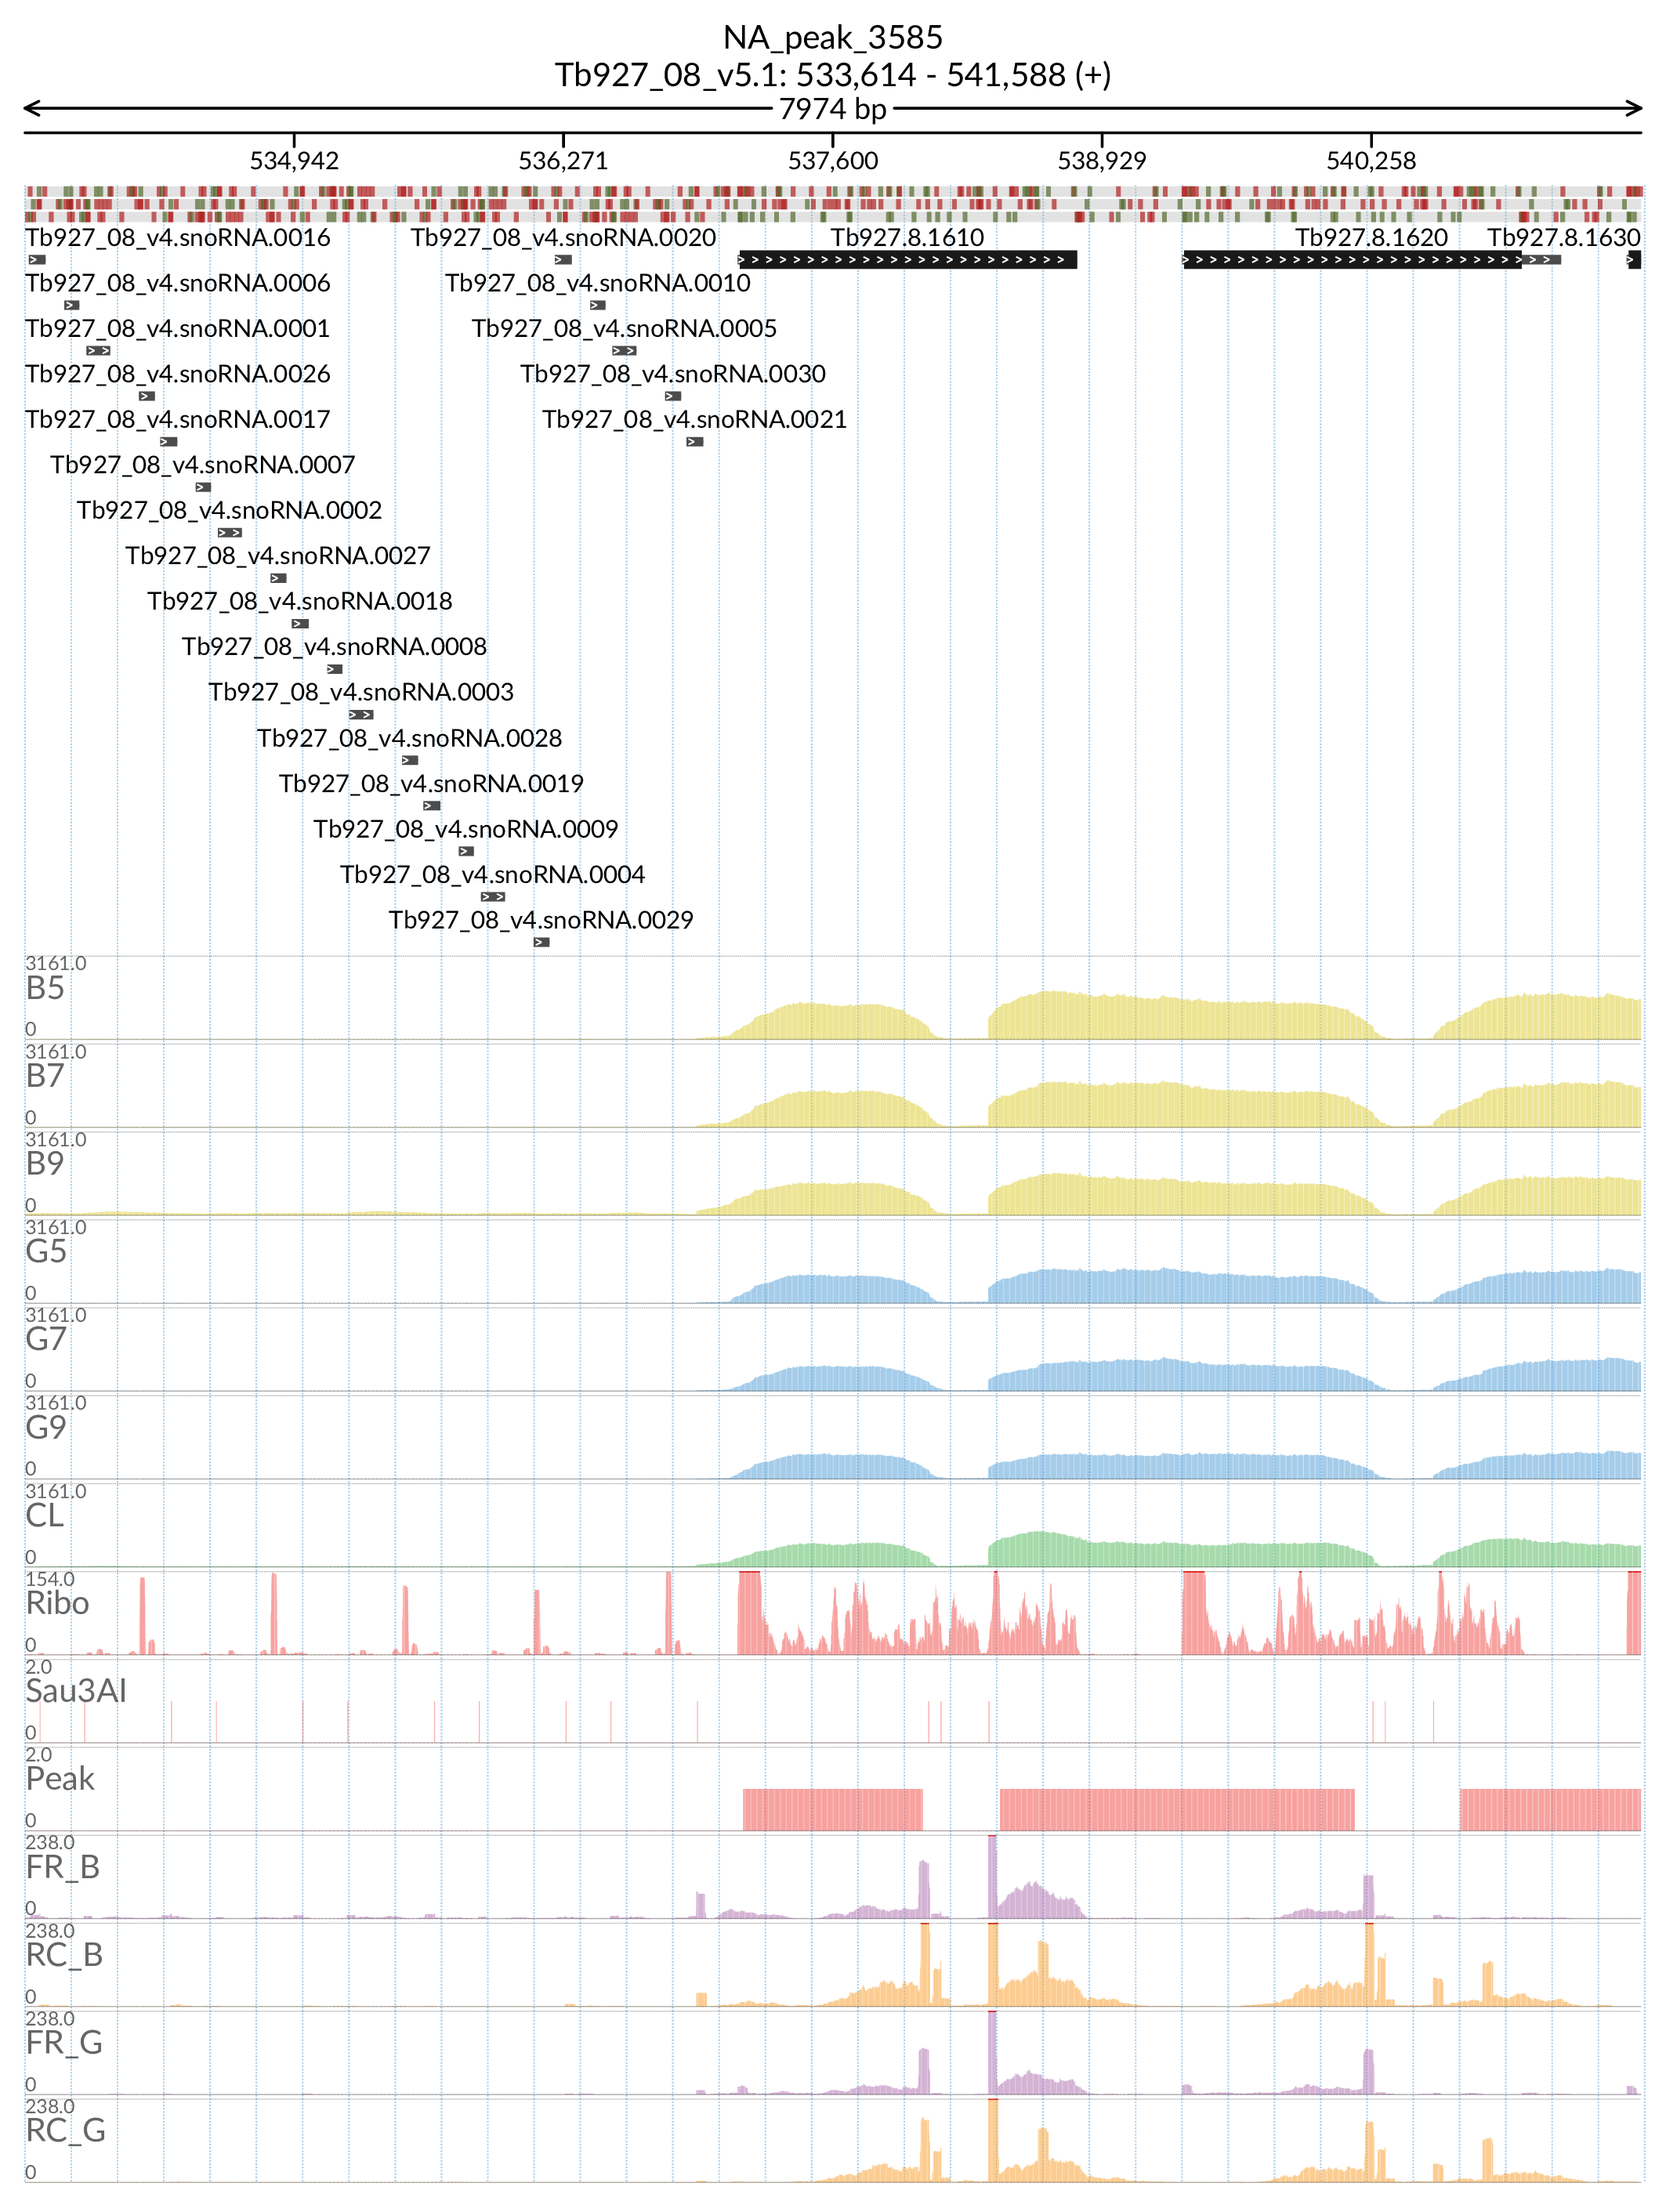 NA_peak_3585
Tb927_08_v5.1: 533,614 - 541,588 (+)
7974 bp
534,942 536,271 537,600 538,929 540,258
Tb927_08_v4.snoRNA.0016 Tb927_08_v4.snoRNA.0020 Tb927.8.1610 Tb927.8.1620 Tb927.8.1630
Tb927_08_v4.snoRNA.0006 Tb927_08_v4.snoRNA.0010
Tb927_08_v4.snoRNA.0001 Tb927_08_v4.snoRNA.0005
Tb927_08_v4.snoRNA.0026 Tb927_08_v4.snoRNA.0030
Tb927_08_v4.snoRNA.0017 Tb927_08_v4.snoRNA.0021
Tb927_08_v4.snoRNA.0007
Tb927_08_v4.snoRNA.0002
Tb927_08_v4.snoRNA.0027
Tb927_08_v4.snoRNA.0018
Tb927_08_v4.snoRNA.0008
Tb927_08_v4.snoRNA.0003
Tb927_08_v4.snoRNA.0028
Tb927_08_v4.snoRNA.0019
Tb927_08_v4.snoRNA.0009
Tb927_08_v4.snoRNA.0004
Tb927_08_v4.snoRNA.0029
3161.0
B5
0
3161.0
B7
0
3161.0
B9
0
3161.0
G5
0
3161.0
G7
0
3161.0
G9
0
3161.0
CL
0
154.0
Ribo
0
2.0
Sau3AI
0
2.0
Peak
0
238.0
FR_B
0
238.0
RC_B
0
238.0
FR_G
0
238.0
RC_G
0